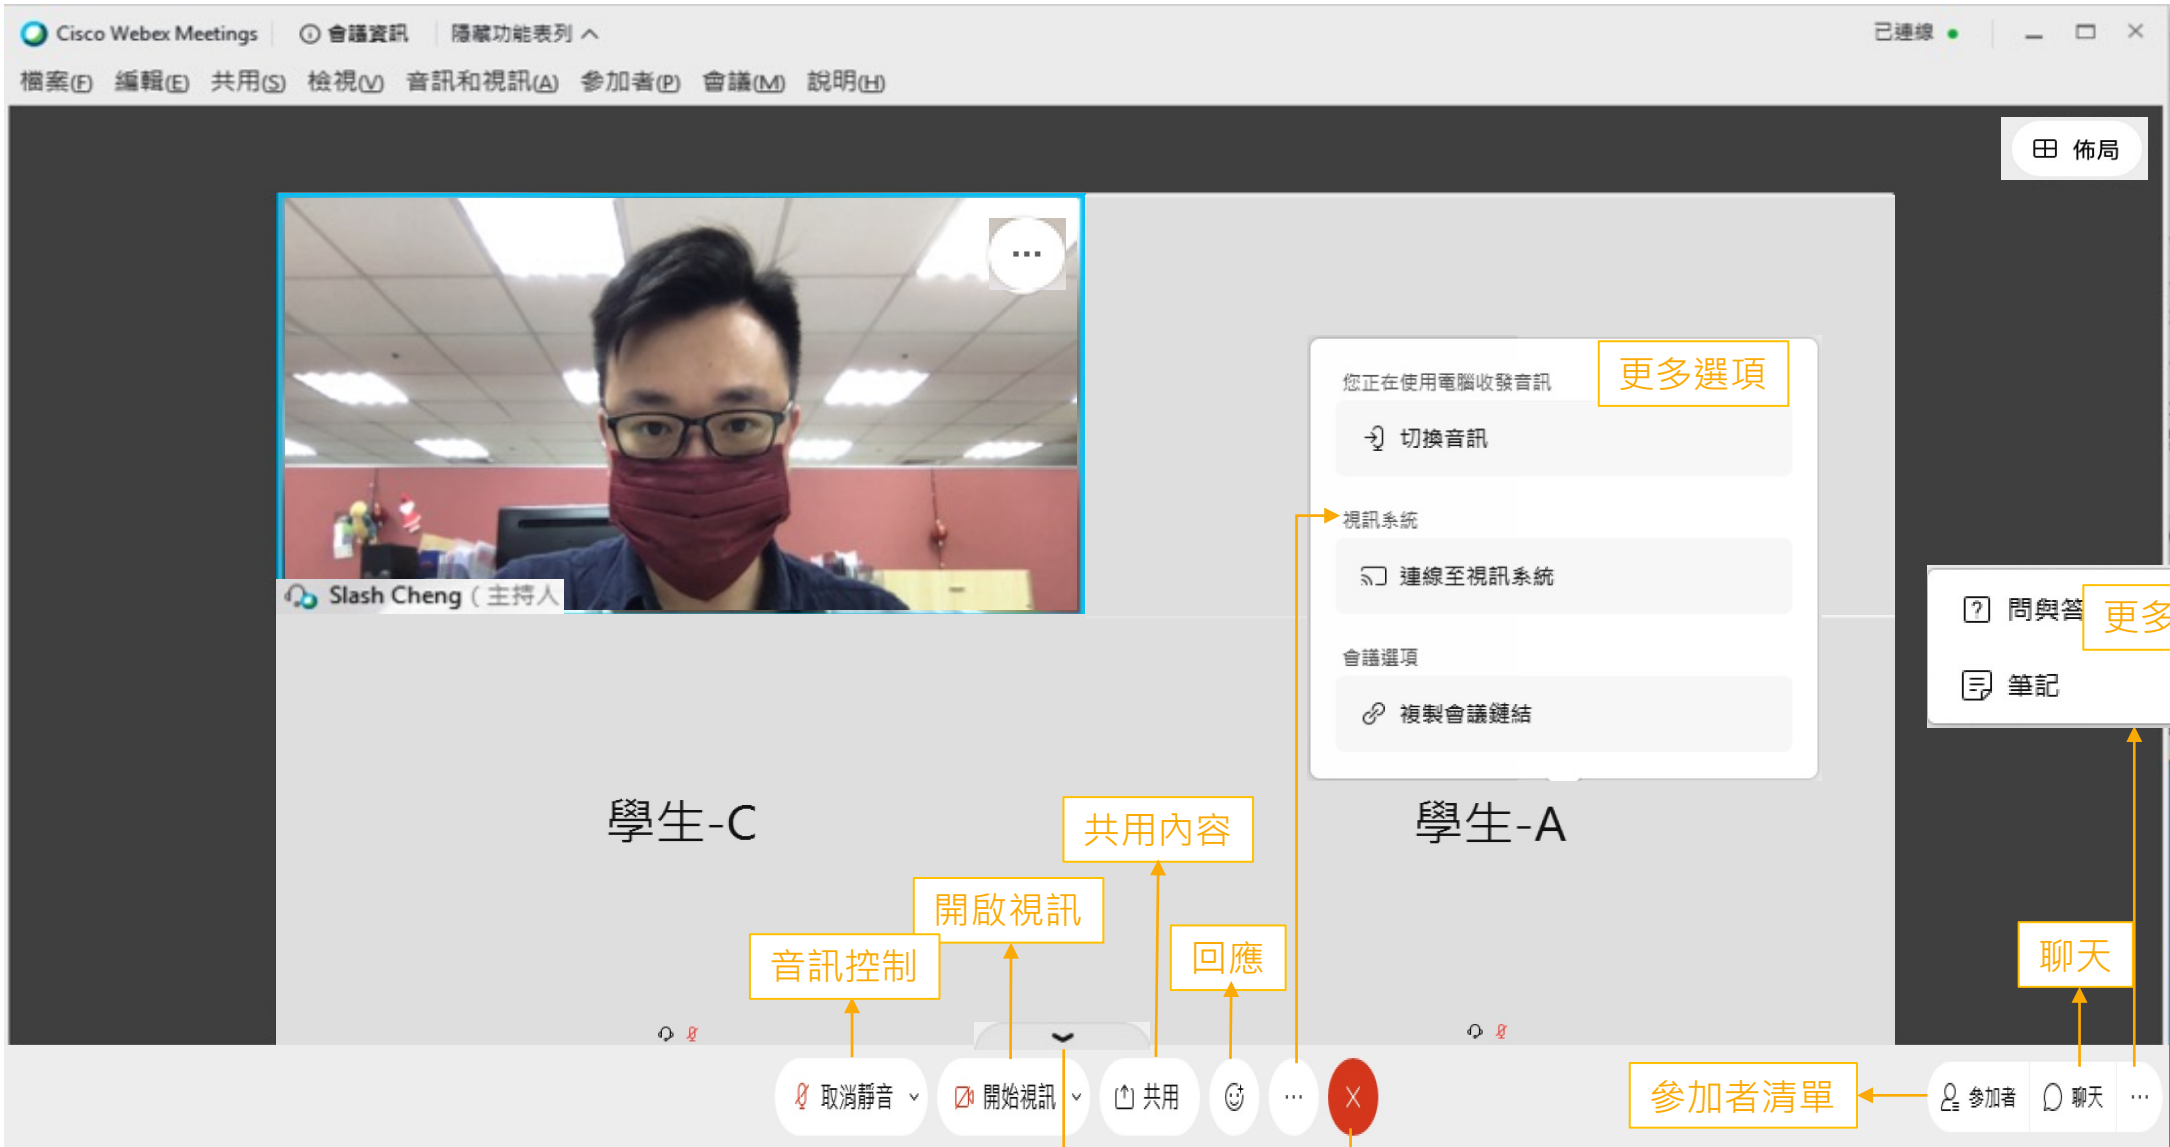 Cisco Webex Meetings 會議資訊 隱藏功能表列 已連線
檔案(F) 編輯(E) 共用(S) 檢視(V) 音訊和視訊(A) 參加者(P) 會議(M) 說明(H)
佈局
Slash Cheng (主持人
更多選項
您正在使用電腦收發音訊
切換音訊
視訊系統
連線至視訊系統
會議選項
複製會議鏈結
問與答
更多
筆記
學生-C
學生-A
共用內容
開啟視訊
音訊控制
回應
聊天
參加者清單
取消靜音
開始視訊
共用
參加者
聊天